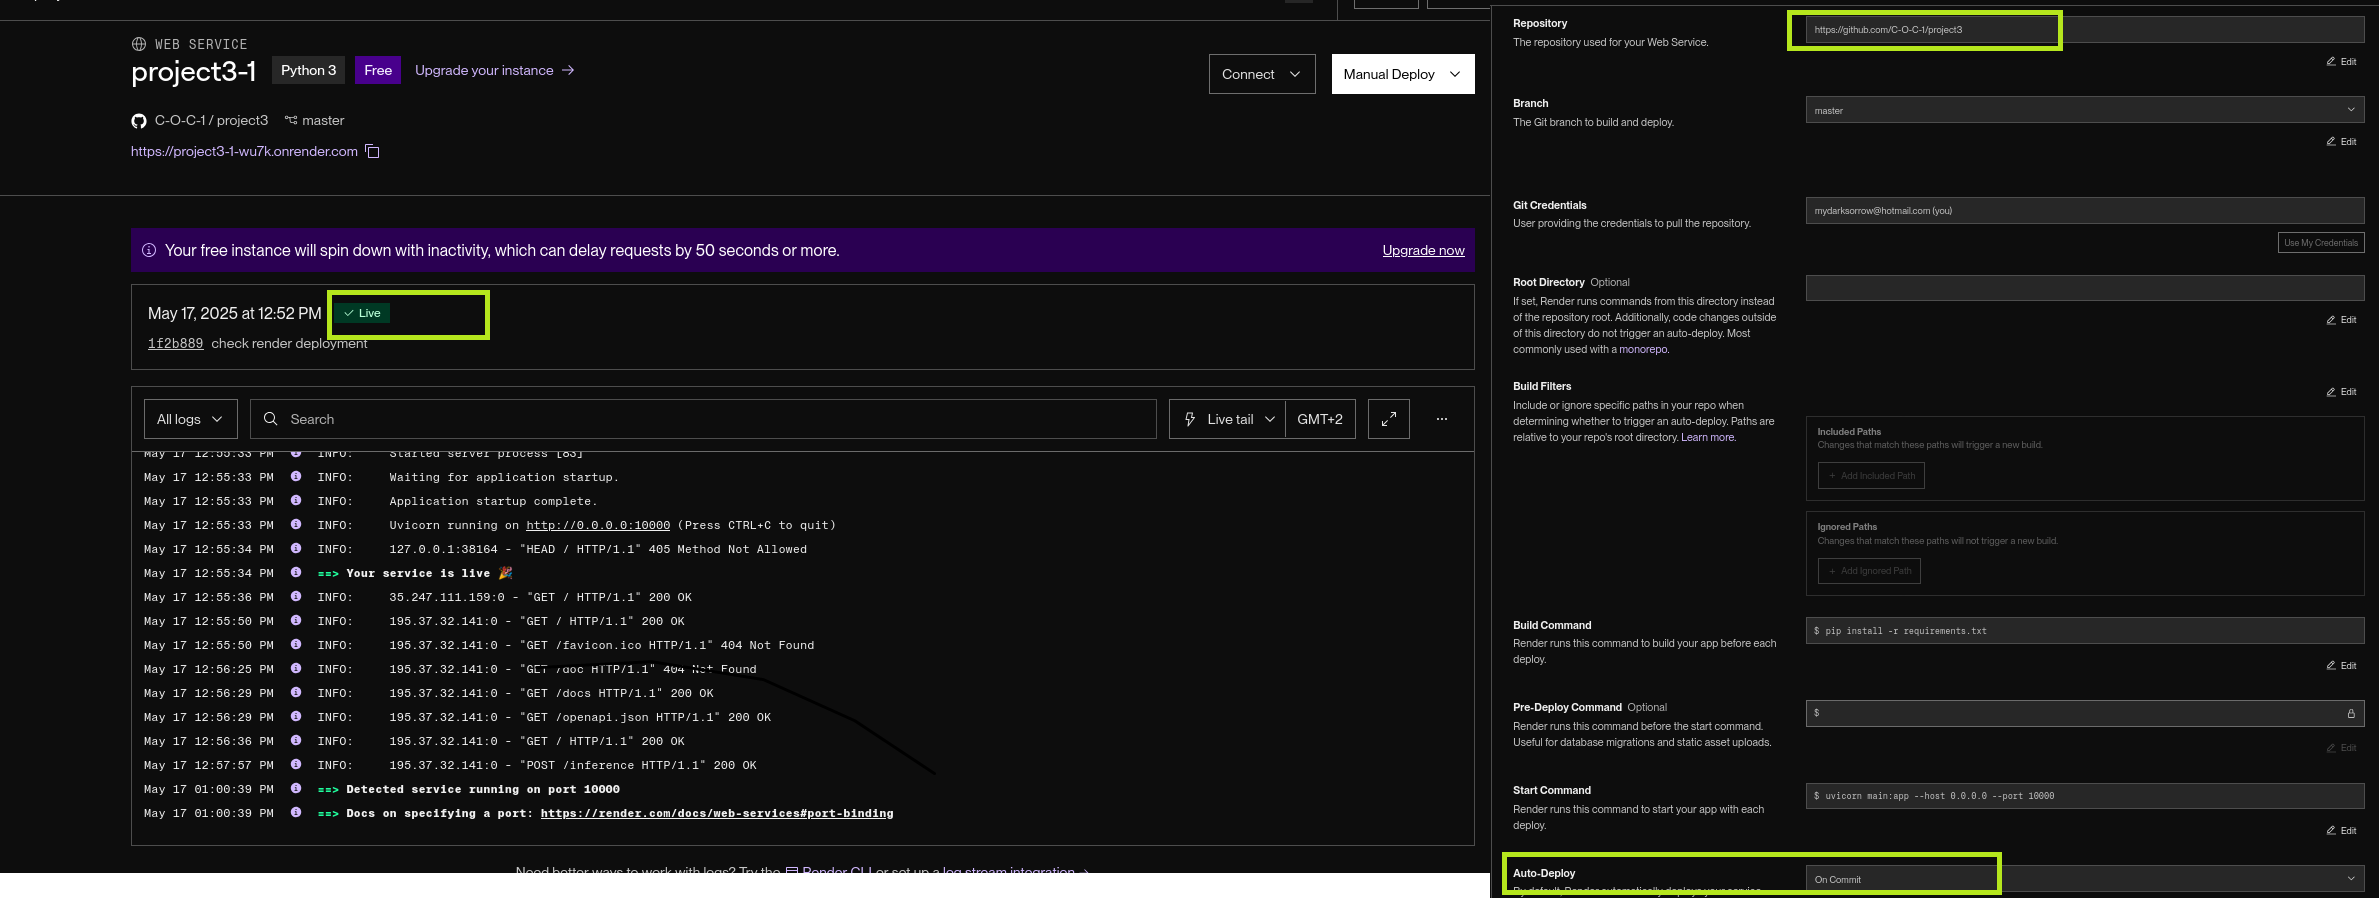 WEB SERVICE
project3-1 Python 3 Free Upgrade your instance →
Connect Manual Deploy
C-O-C-1 / project3 master
https://project3-1-wu7k.onrender.com
Your free instance will spin down with inactivity, which can delay requests by 50 seconds or more. Upgrade now
May 17, 2025 at 12:52 PM ✓ Live
1f2b889 check render deployment
All logs Search Live tail GMT+2 ...
May 17 12:55:33 PM INFO: Started server process [83]
May 17 12:55:33 PM INFO: Waiting for application startup.
May 17 12:55:33 PM INFO: Application startup complete.
May 17 12:55:33 PM INFO: Uvicorn running on http://0.0.0.0:10000 (Press CTRL+C to quit)
May 17 12:55:34 PM INFO: 127.0.0.1:38164 - "HEAD / HTTP/1.1" 405 Method Not Allowed
May 17 12:55:34 PM ==> Your service is live 🎉
May 17 12:55:36 PM INFO: 35.247.111.159:0 - "GET / HTTP/1.1" 200 OK
May 17 12:55:50 PM INFO: 195.37.32.141:0 - "GET / HTTP/1.1" 200 OK
May 17 12:55:50 PM INFO: 195.37.32.141:0 - "GET /favicon.ico HTTP/1.1" 404 Not Found
May 17 12:56:25 PM INFO: 195.37.32.141:0 - "GET /doc HTTP/1.1" 404 Not Found
May 17 12:56:29 PM INFO: 195.37.32.141:0 - "GET /docs HTTP/1.1" 200 OK
May 17 12:56:29 PM INFO: 195.37.32.141:0 - "GET /openapi.json HTTP/1.1" 200 OK
May 17 12:56:36 PM INFO: 195.37.32.141:0 - "GET / HTTP/1.1" 200 OK
May 17 12:57:57 PM INFO: 195.37.32.141:0 - "POST /inference HTTP/1.1" 200 OK
May 17 01:00:39 PM ==> Detected service running on port 10000
May 17 01:00:39 PM ==> Docs on specifying a port: https://render.com/docs/web-services#port-binding
Need better ways to work with logs? Try the Render CLI or set up a log stream integration →
Repository
The repository used for your Web Service.
https://github.com/C-O-C-1/project3
Edit
Branch
The Git branch to build and deploy.
master
Edit
Git Credentials
User providing the credentials to pull the repository.
mydarksorrow@hotmail.com (you)
Use My Credentials
Root Directory Optional
If set, Render runs commands from this directory instead
of the repository root. Additionally, code changes outside
of this directory do not trigger an auto-deploy. Most
commonly used with a monorepo.
Edit
Build Filters
Include or ignore specific paths in your repo when
determining whether to trigger an auto-deploy. Paths are
relative to your repo's root directory. Learn more.
Edit
Included Paths
Changes that match these paths will trigger a new build.
+ Add Included Path
Ignored Paths
Changes that match these paths will not trigger a new build.
+ Add Ignored Path
Build Command
Render runs this command to build your app before each
deploy.
$ pip install -r requirements.txt
Edit
Pre-Deploy Command Optional
Render runs this command before the start command.
Useful for database migrations and static asset uploads.
$
Edit
Start Command
Render runs this command to start your app with each
deploy.
$ uvicorn main:app --host 0.0.0.0 --port 10000
Edit
Auto-Deploy
By default, Render automatically deploys your service
On Commit